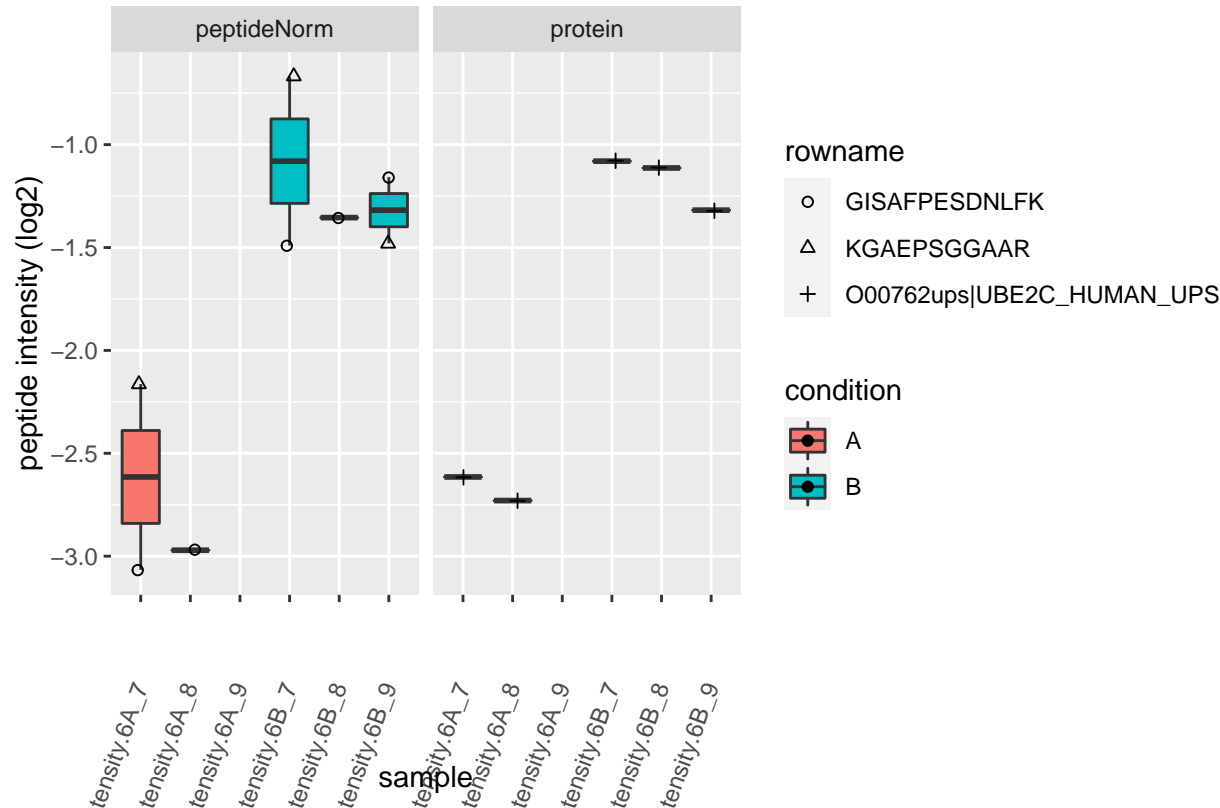 peptideNorm
protein
−1.0
−1.5
−2.0
−2.5
−3.0
peptide intensity (log2)
tensity.6A_7
tensity.6A_8
tensity.6A_9
tensity.6B_7
tensity.6B_8
tensity.6B_9
tensity.6A_7
tensity.6A_8
tensity.6A_9
tensity.6B_7
tensity.6B_8
tensity.6B_9
sample
rowname
GISAFPESDNLFK
KGAEPSGGAAR
O00762ups|UBE2C_HUMAN_UPS
condition
A
B